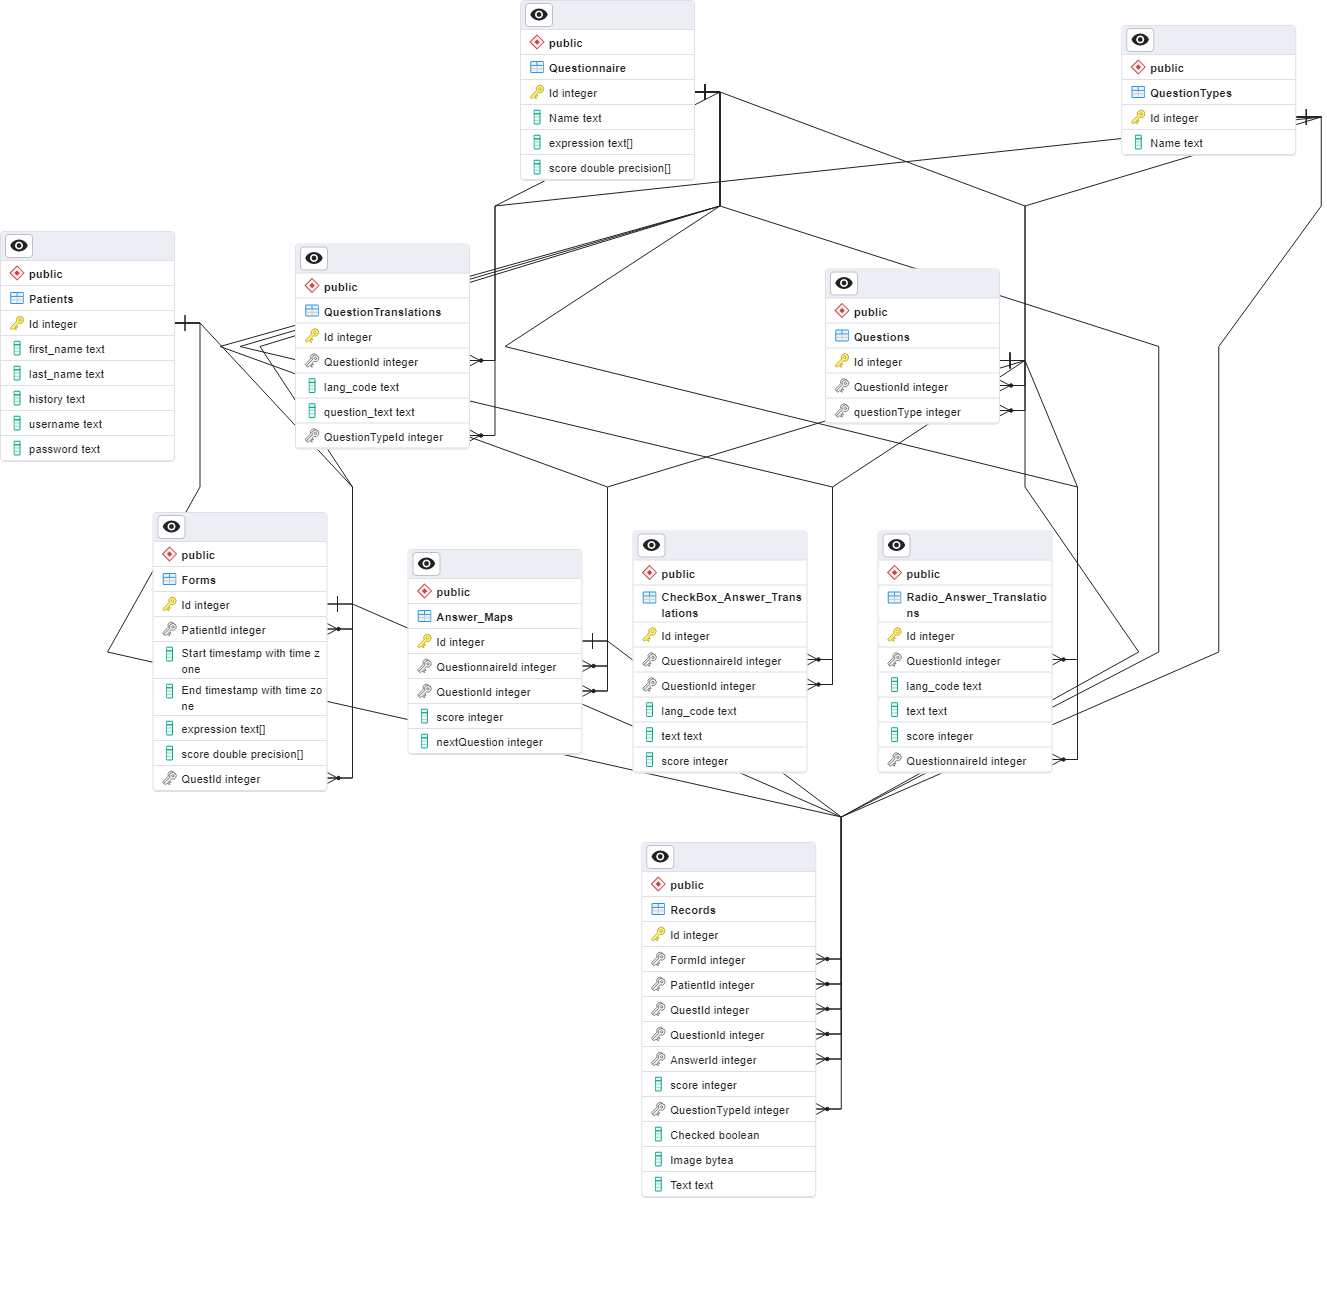 public
Questionnaire
Id integer
Name text
expression text[]
score double precision[]
public
QuestionTypes
Id integer
Name text
public
Patients
Id integer
first_name text
last_name text
history text
username text
password text
public
QuestionTranslations
Id integer
QuestionId integer
lang_code text
question_text text
QuestionTypeId integer
public
Questions
Id integer
QuestionId integer
questionType integer
public
Forms
Id integer
PatientId integer
Start timestamp with time z
one
End timestamp with time zo
ne
expression text[]
score double precision[]
QuestId integer
public
Answer_Maps
Id integer
QuestionnaireId integer
QuestionId integer
score integer
nextQuestion integer
public
CheckBox_Answer_Trans
lations
Id integer
QuestionnaireId integer
QuestionId integer
lang_code text
text text
score integer
public
Radio_Answer_Translatio
ns
Id integer
QuestionId integer
lang_code text
text text
score integer
QuestionnaireId integer
public
Records
Id integer
FormId integer
PatientId integer
QuestId integer
QuestionId integer
AnswerId integer
score integer
QuestionTypeId integer
Checked boolean
Image bytea
Text text